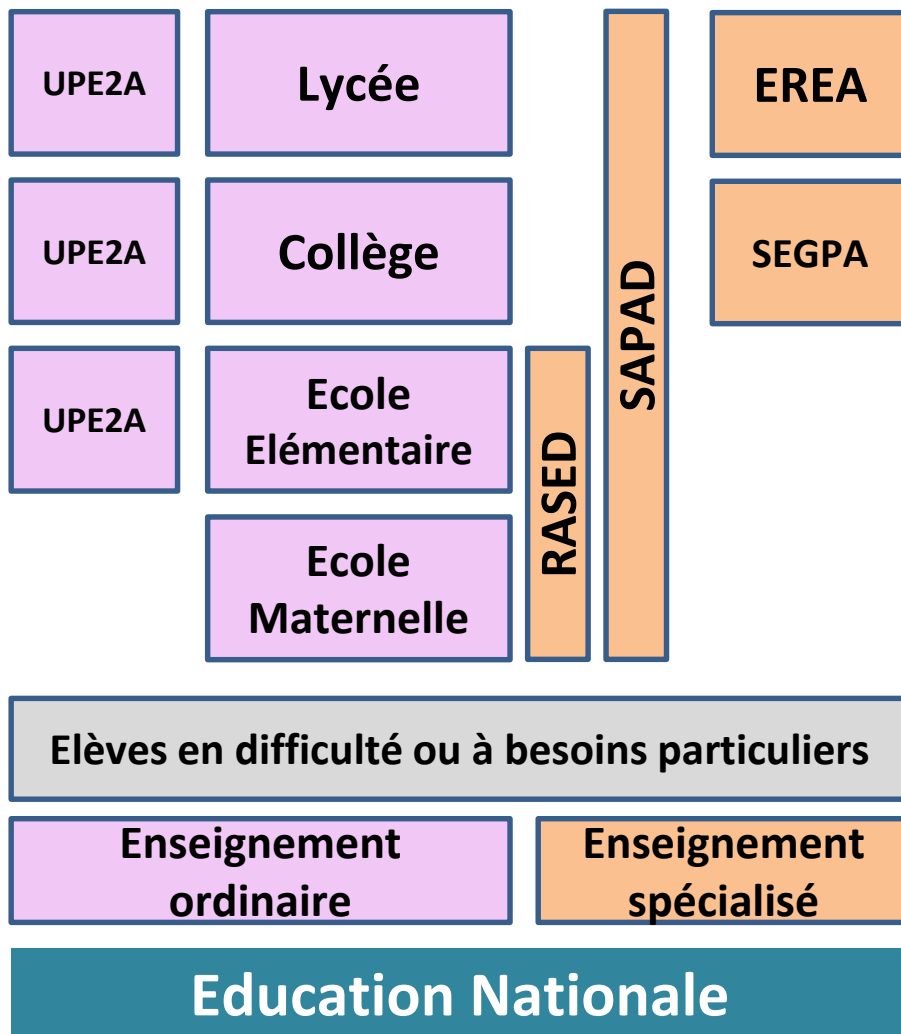 UPE2A
Lycée
EREA
UPE2A
Collège
SEGPA
SAPAD
UPE2A
Ecole
Elémentaire
RASED
Ecole
Maternelle
Elèves en difficulté ou à besoins particuliers
Enseignement
ordinaire
Enseignement
spécialisé
Education Nationale